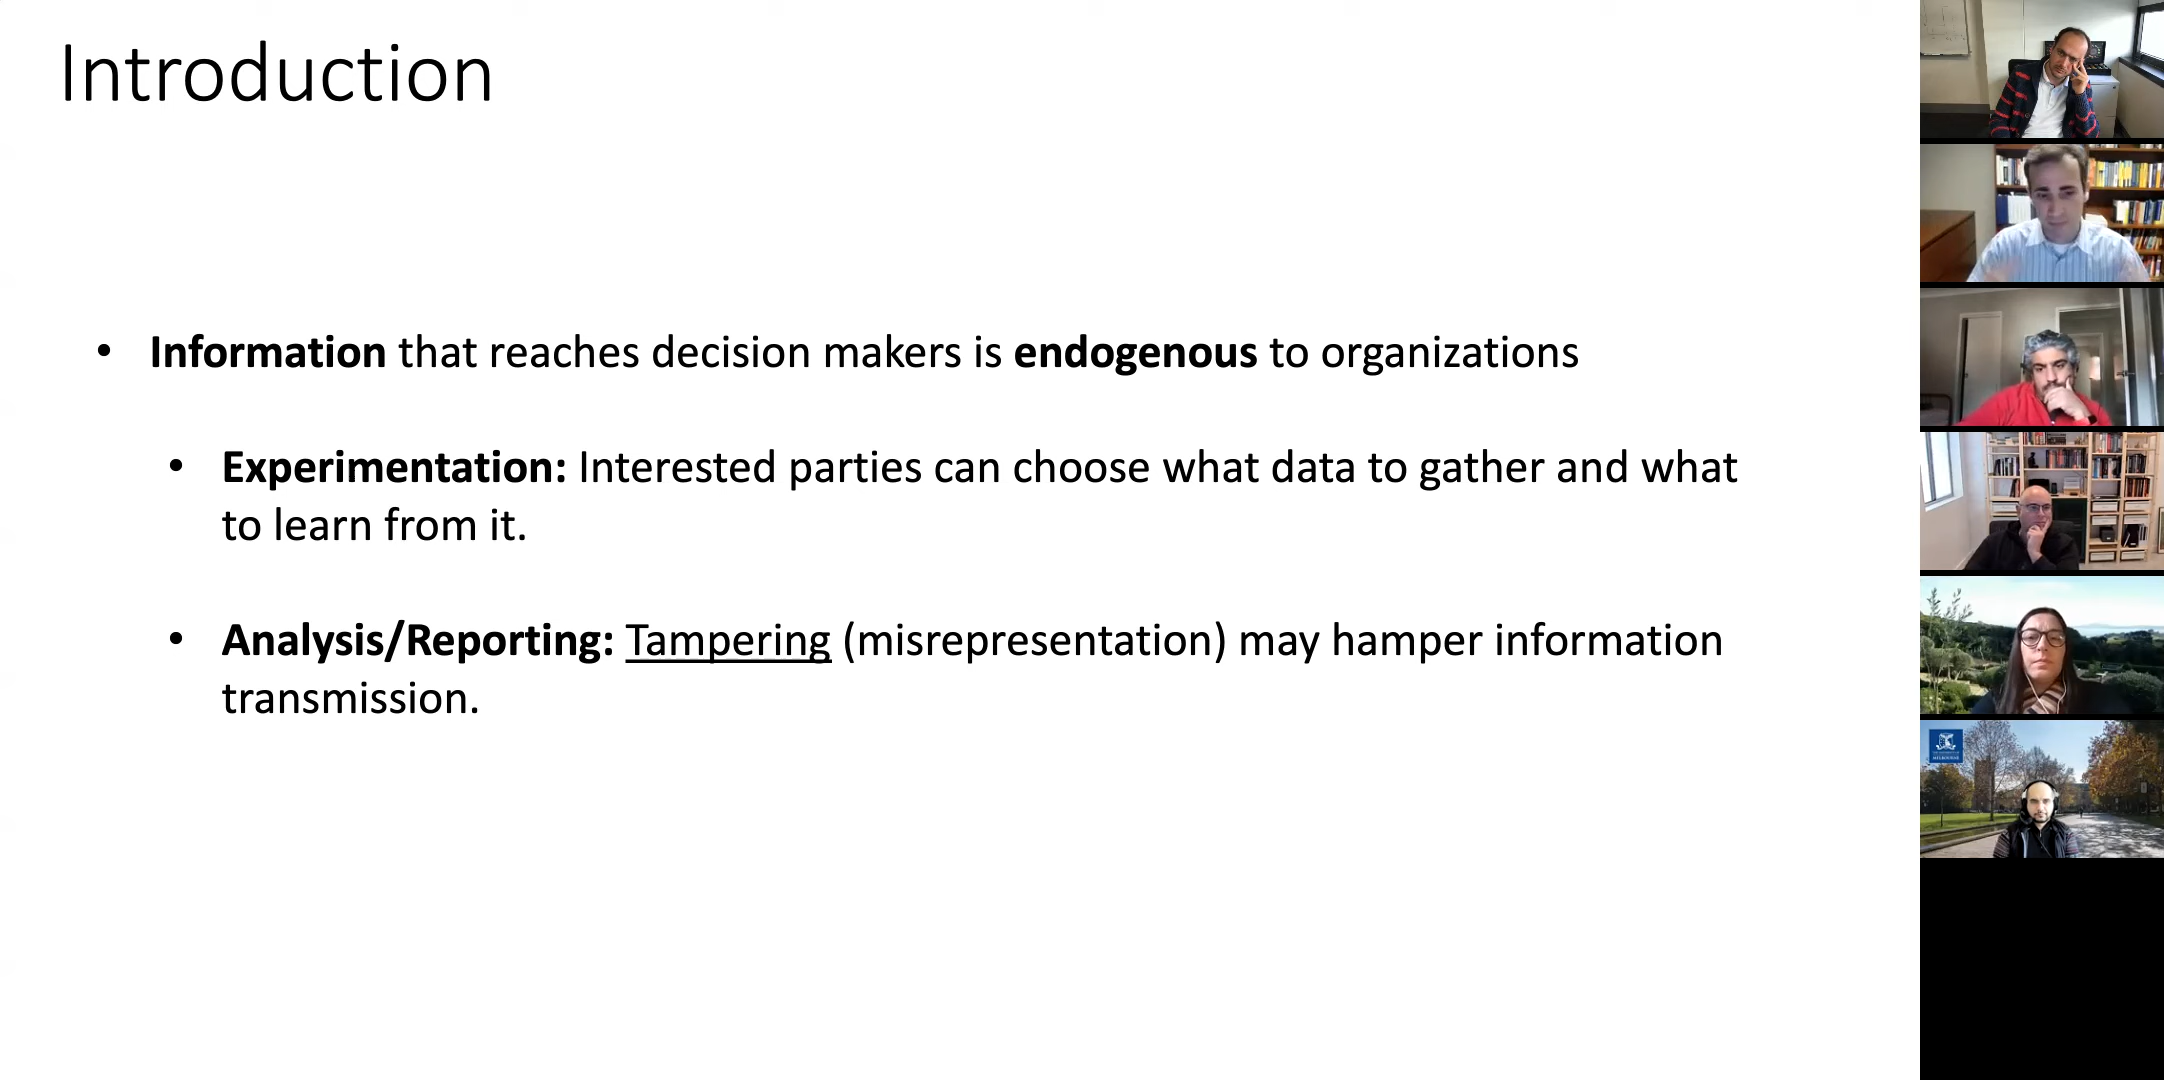 Introduction
• Information that reaches decision makers is endogenous to organizations
• Experimentation: Interested parties can choose what data to gather and what
to learn from it.
• Analysis/Reporting: Tampering (misrepresentation) may hamper information
transmission.
MELBOURNE